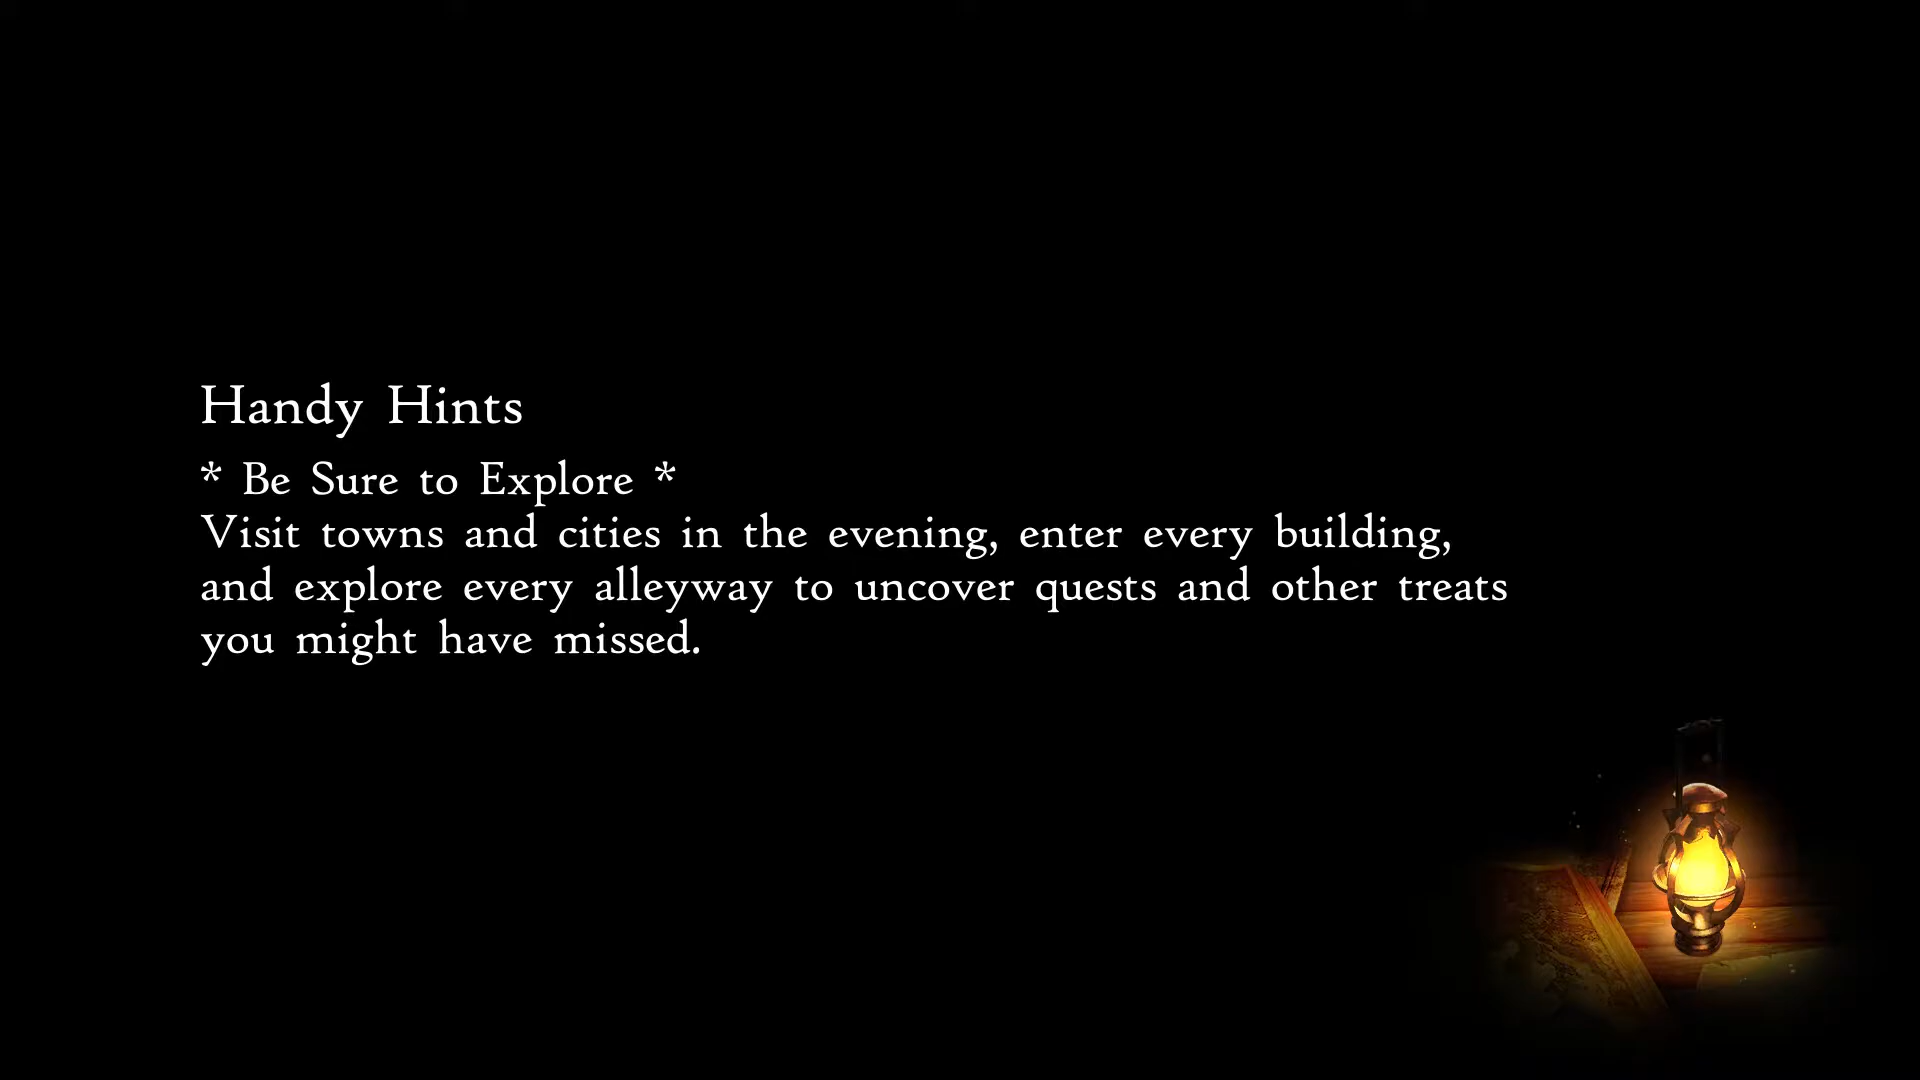 Handy Hints
* Be Sure to Explore *
Visit towns and cities in the evening, enter every building,
and explore every alleyway to uncover quests and other treats
you might have missed.